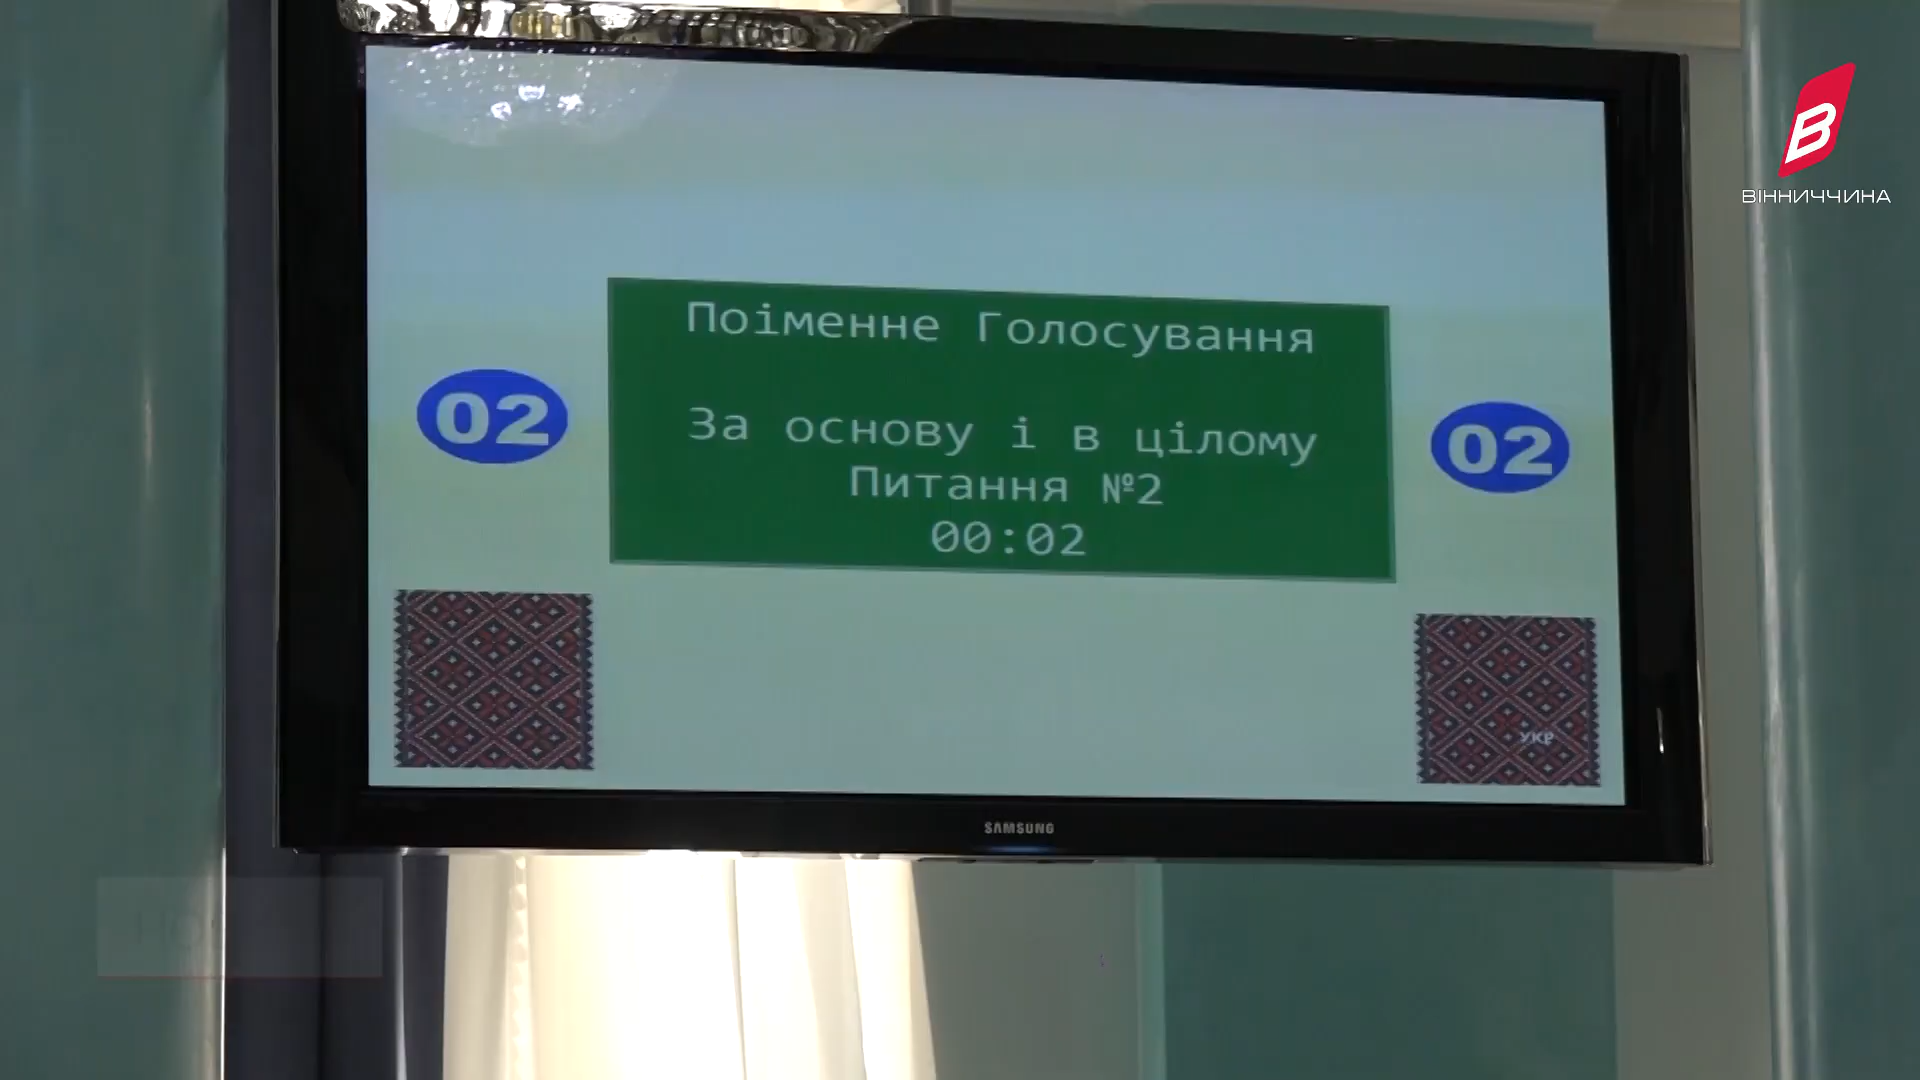 В
ВІННИЧЧИНА
Поіменне Голосування
За основу і в цілому
Питання №2
00:02
02
02
УКР
SAMSUNG